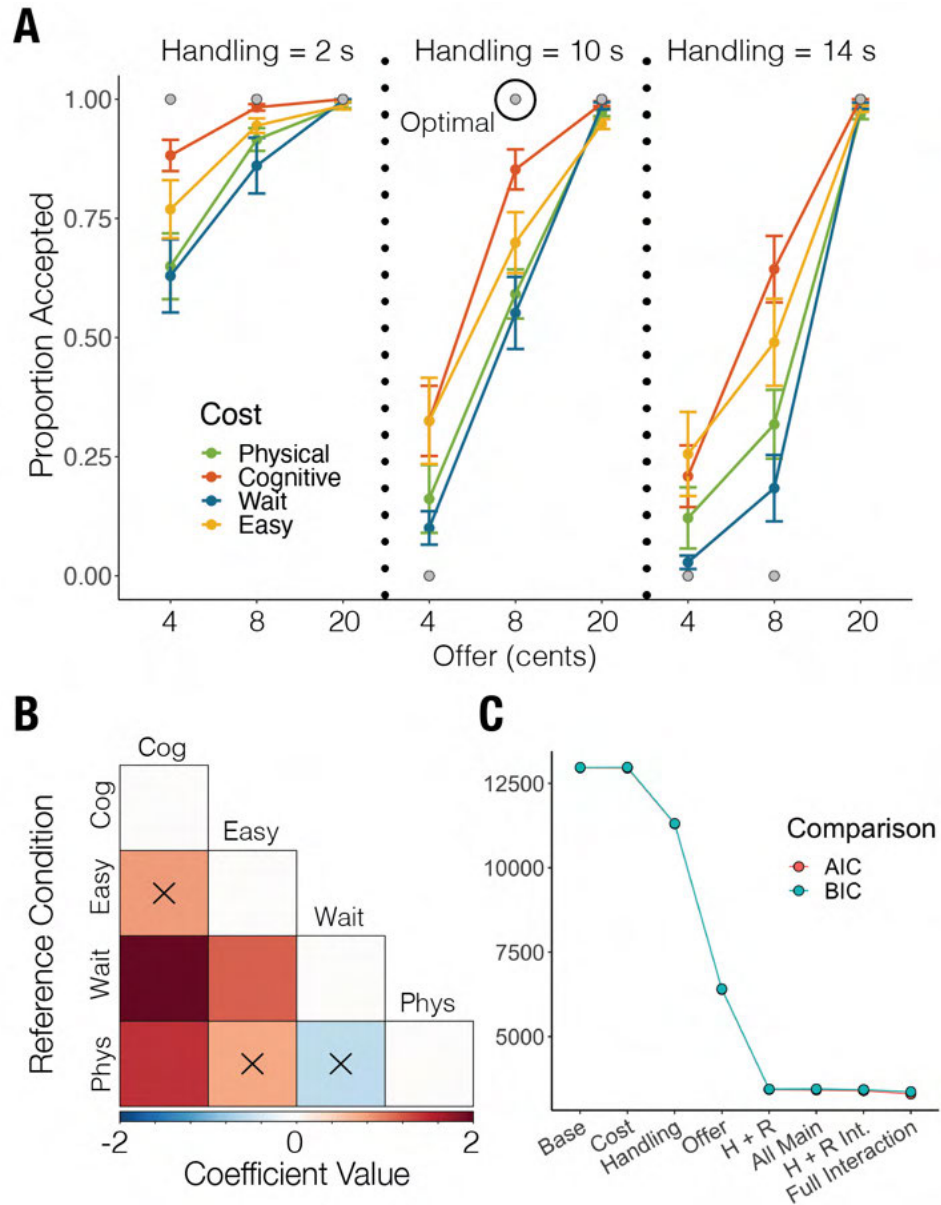 A
Handling = 2 s
Handling = 10 s
Handling = 14 s
Proportion Accepted
1.00
0.75
0.50
0.25
0.00
Optimal
Cost
Physical
Cognitive
Wait
Easy
4 8 20 4 8 20 4 8 20
Offer (cents)
B
Reference Condition
Cog
Easy
Wait
Phys
Cog
Easy
Wait
Phys
-2 0 2
Coefficient Value
C
12500
10000
7500
5000
Comparison
AIC
BIC
Base
Cost
Handling
Offer
H + R
All Main
H + R Int.
Full Interaction